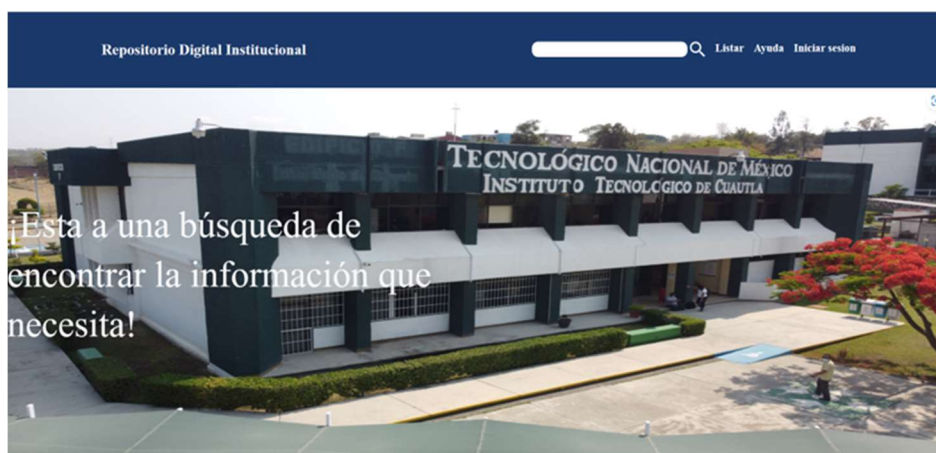 Repositorio Digital Institucional
Listar Ayuda Iniciar sesion
TECNOLÓGICO NACIONAL DE MÉXICO
INSTITUTO TECNOLÓGICO DE CUAUTLA
¡Esta a una búsqueda de
encontrar la información que
necesita!